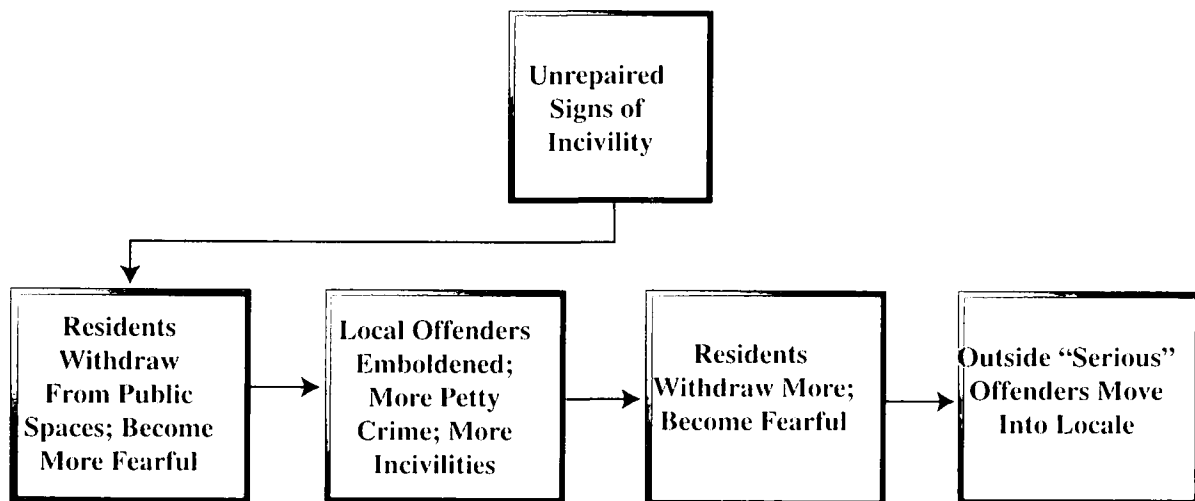 Unrepaired
Signs of
Incivility
Residents
Withdraw
From Public
Spaces; Become
More Fearful
Local Offenders
Emboldened;
More Petty
Crime; More
Incivilities
Residents
Withdraw More;
Become Fearful
Outside “Serious”
Offenders Move
Into Locale